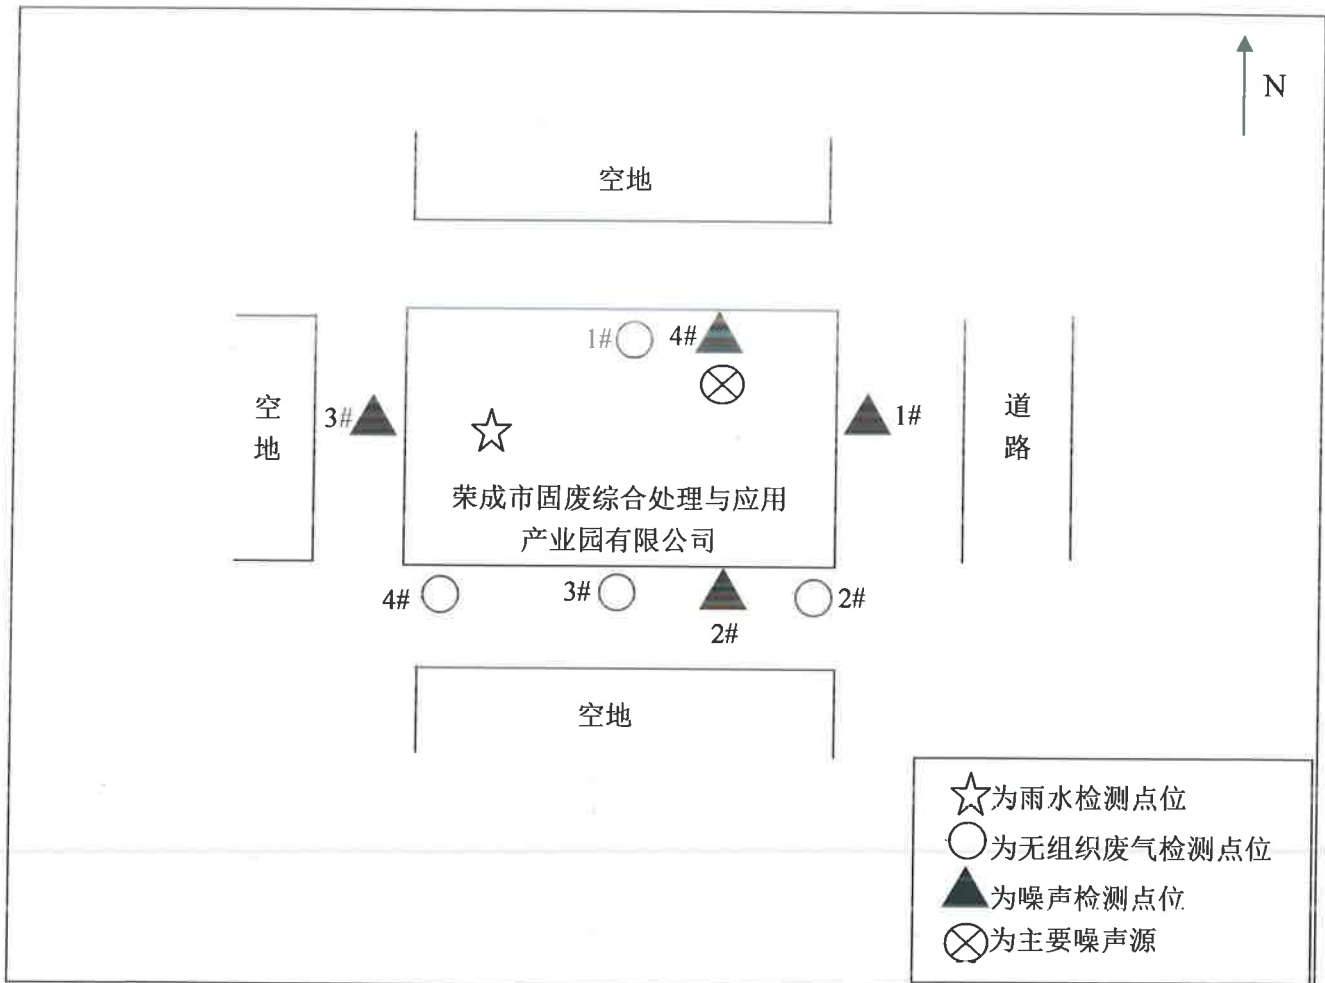 N
空地
1#
4#
空地
3#
1#
道路
荣成市固废综合处理与应用
产业园有限公司
4#
3#
2#
2#
空地
为雨水检测点位
为无组织废气检测点位
为噪声检测点位
为主要噪声源